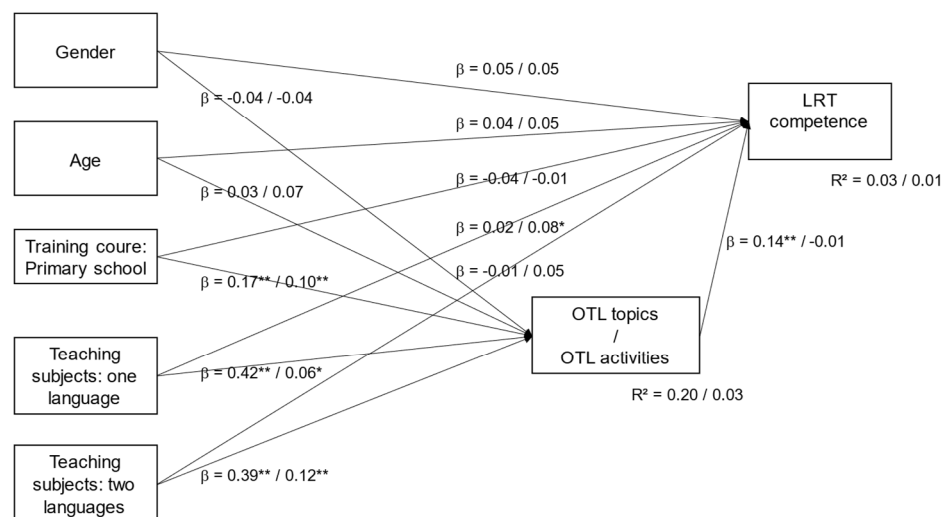 Gender
β = 0.05 / 0.05
β = -0.04 / -0.04
LRT
competence
Age
β = 0.04 / 0.05
β = 0.03 / 0.07
β = -0.04 / -0.01
R² = 0.03 / 0.01
Training coure:
Primary school
β = 0.02 / 0.08*
β = 0.14** / -0.01
β = 0.17** / 0.10**
β = -0.01 / 0.05
OTL topics
/
OTL activities
Teaching
subjects: one
language
β = 0.42** / 0.06*
R² = 0.20 / 0.03
Teaching
subjects: two
languages
β = 0.39** / 0.12**